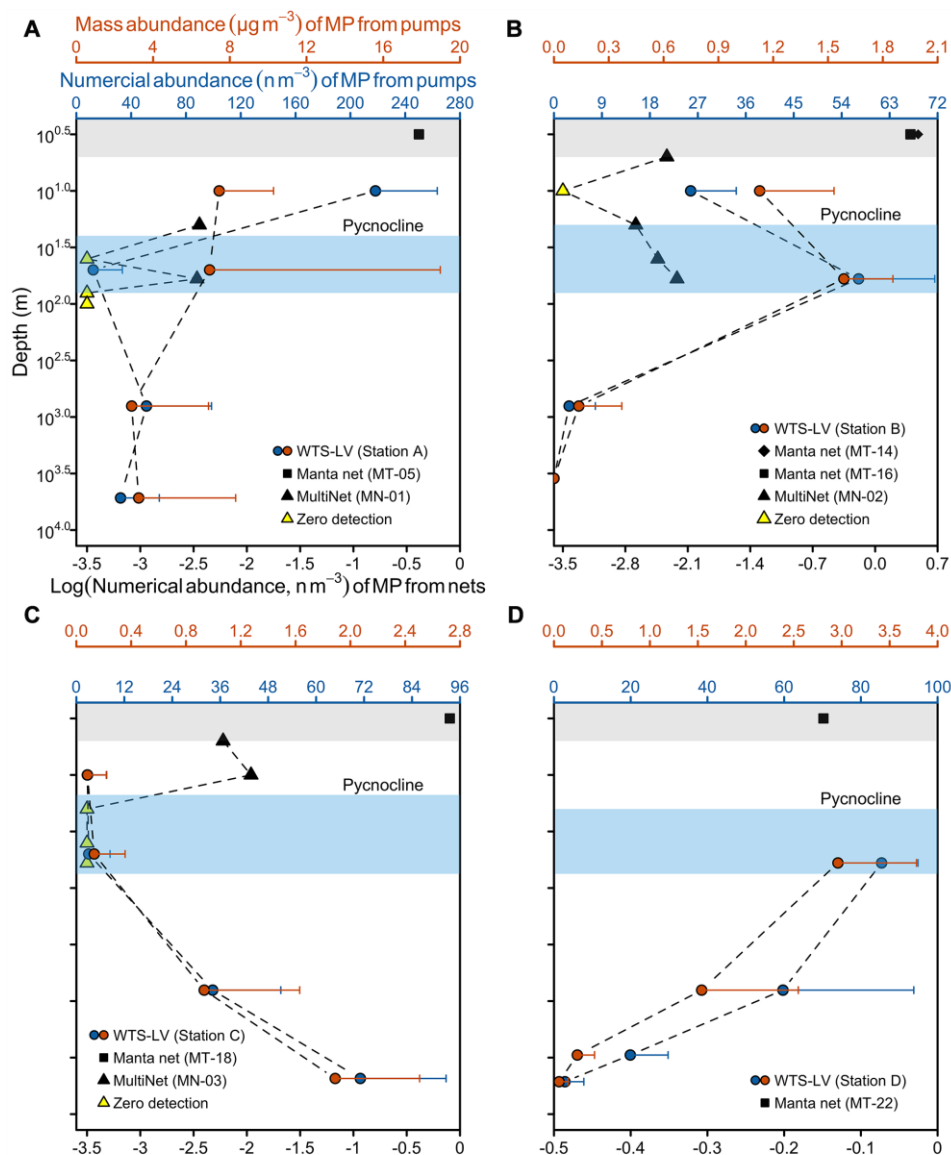 A
Mass abundance (µg m⁻³) of MP from pumps
0 4 8 12 16 20
Numercial abundance (n m⁻³) of MP from pumps
0 40 80 120 160 200 240 280
Depth (m)
10^0.5
10^1.0
10^1.5
10^2.0
10^2.5
10^3.0
10^3.5
10^4.0
Pycnocline
WTS-LV (Station A)
Manta net (MT-05)
MultiNet (MN-01)
Zero detection
-3.5 -3 -2.5 -2 -1.5 -1 -0.5 0
Log(Numerical abundance, n m⁻³) of MP from nets
B
0.0 0.3 0.6 0.9 1.2 1.5 1.8 2.1
0 9 18 27 36 45 54 63 72
Pycnocline
WTS-LV (Station B)
Manta net (MT-14)
Manta net (MT-16)
MultiNet (MN-02)
Zero detection
-3.5 -2.8 -2.1 -1.4 -0.7 0.0 0.7
C
0.0 0.4 0.8 1.2 1.6 2.0 2.4 2.8
0 12 24 36 48 60 72 84 96
Pycnocline
WTS-LV (Station C)
Manta net (MT-18)
MultiNet (MN-03)
Zero detection
-3.5 -3 -2.5 -2 -1.5 -1 -0.5 0
D
0.0 0.5 1.0 1.5 2.0 2.5 3.0 3.5 4.0
0 20 40 60 80 100
Pycnocline
WTS-LV (Station D)
Manta net (MT-22)
-0.5 -0.4 -0.3 -0.2 -0.1 0